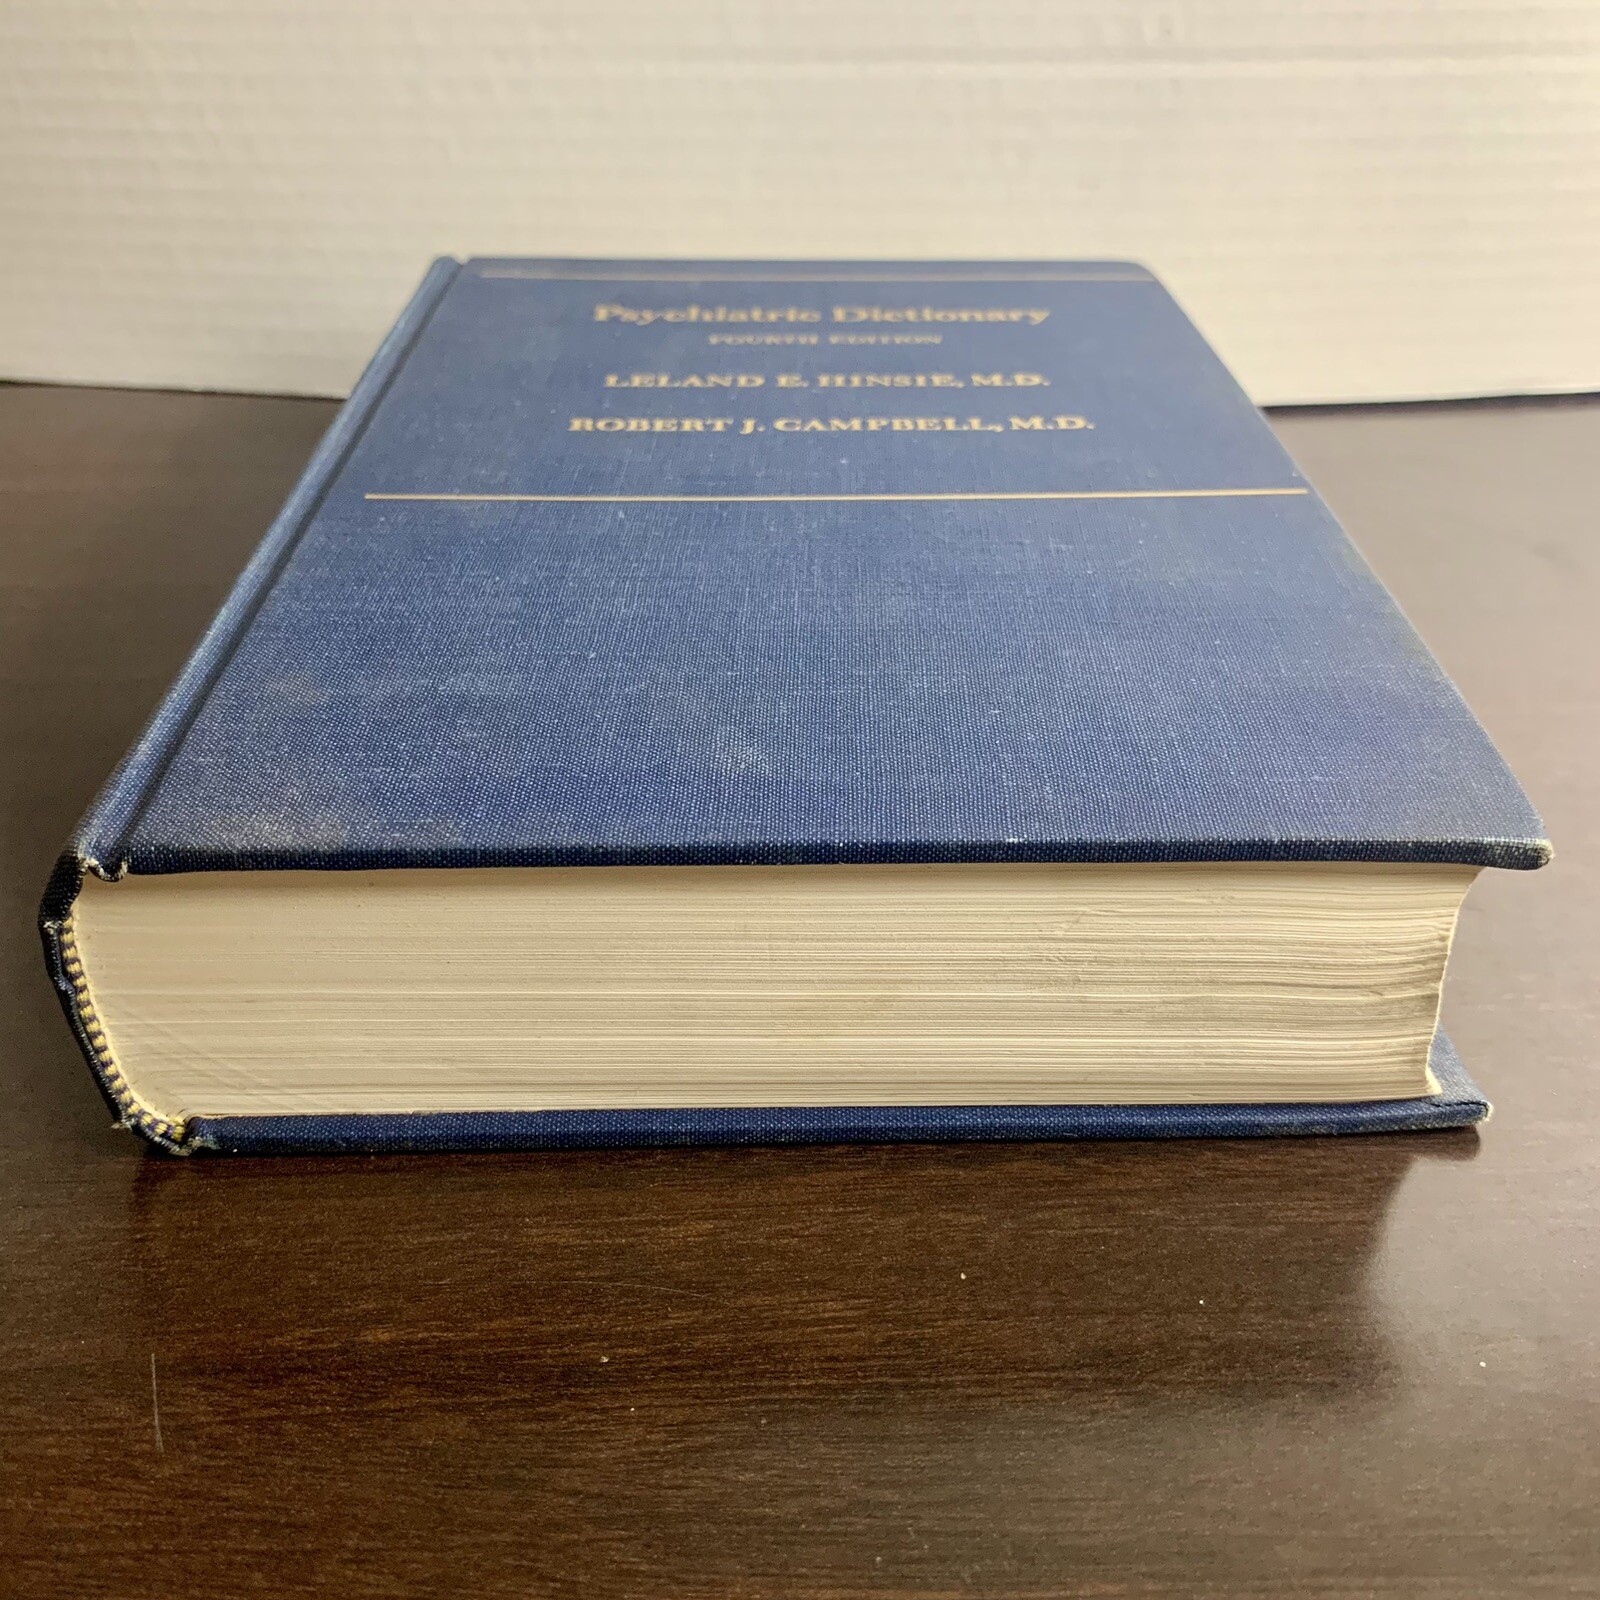 Psychiatric Dictionary
FOURTH EDITION
LELAND E. HINSIE, M.D.
ROBERT J. CAMPBELL, M.D.